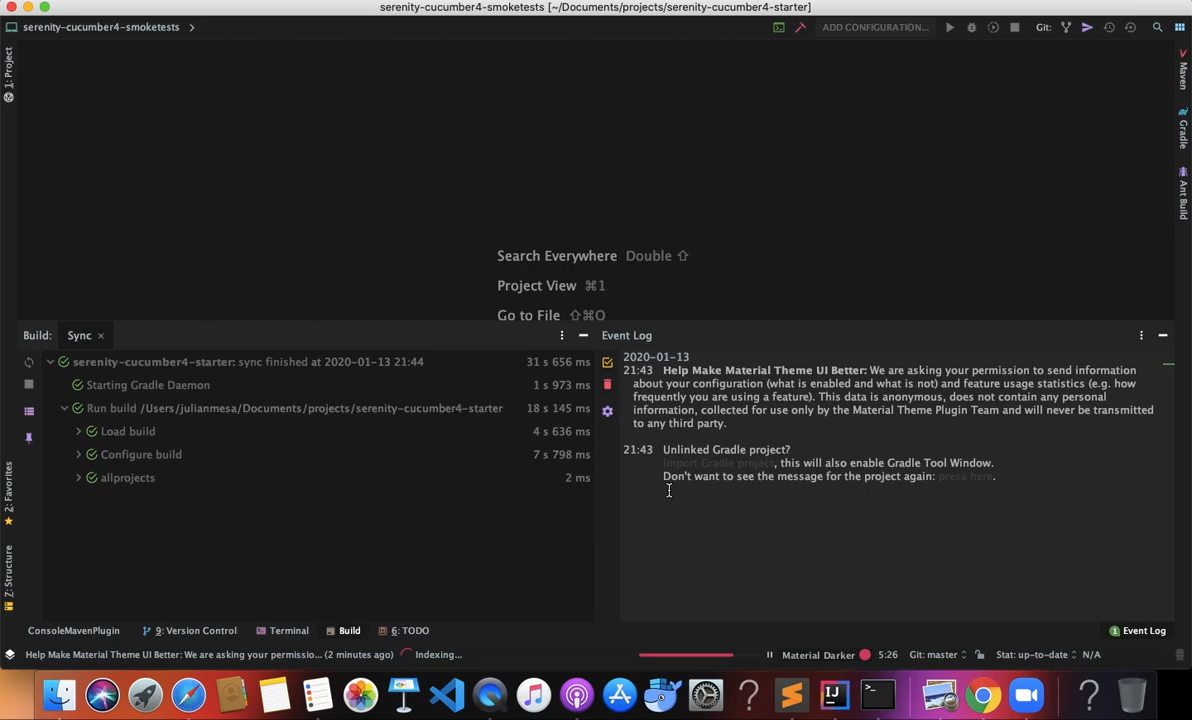 serenity-cucumber4-smoketests [~/Documents/projects/serenity-cucumber4-starter]
serenity-cucumber4-smoketests
ADD CONFIGURATION...
Git:
1: Project
Maven
Gradle
Ant Build
Search Everywhere Double ⇧
Project View ⌘1
Go to File ⇧⌘O
Build:
Sync ×
Event Log
serenity-cucumber4-starter: sync finished at 2020-01-13 21:44
31 s 656 ms
Starting Gradle Daemon
1 s 973 ms
Run build /Users/julianmesa/Documents/projects/serenity-cucumber4-starter
18 s 145 ms
Load build
4 s 636 ms
Configure build
7 s 798 ms
allprojects
2 ms
2020-01-13
21:43 Help Make Material Theme UI Better: We are asking your permission to send information
about your configuration (what is enabled and what is not) and feature usage statistics (e.g. how
frequently you are using a feature). This data is anonymous, does not contain any personal
information, collected for use only by the Material Theme Plugin Team and will never be transmitted
to any third party.
21:43 Unlinked Gradle project?
Import Gradle project, this will also enable Gradle Tool Window.
Don't want to see the message for the project again: press here.
2: Favorites
Z: Structure
ConsoleMavenPlugin
9: Version Control
Terminal
Build
6: TODO
1 Event Log
Help Make Material Theme UI Better: We are asking your permissio... (2 minutes ago)
Indexing...
Material Darker
5:26
Git: master
Stat: up-to-date
N/A
IJ